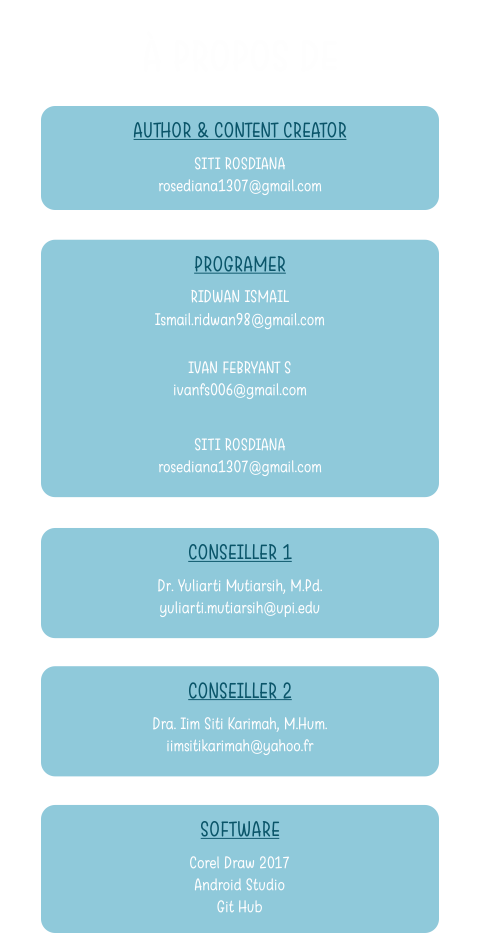 AUTHOR & CONTENT CREATOR
SITI ROSDIANA
rosediana1307@gmail.com
PROGRAMER
RIDWAN ISMAIL
Ismail.ridwan98@gmail.com
IVAN FEBRYANT S
ivanfs006@gmail.com
SITI ROSDIANA
rosediana1307@gmail.com
CONSEILLER 1
Dr. Yuliarti Mutiarsih, M.Pd.
yuliarti.mutiarsih@upi.edu
CONSEILLER 2
Dra. Iim Siti Karimah, M.Hum.
iimsitikarimah@yahoo.fr
SOFTWARE
Corel Draw 2017
Android Studio
Git Hub